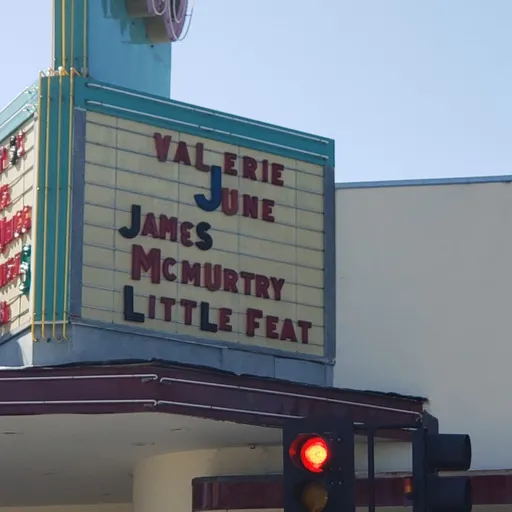 VALERIE
JUNE
JAMES
MCMURTRY
LITTLE FEAT